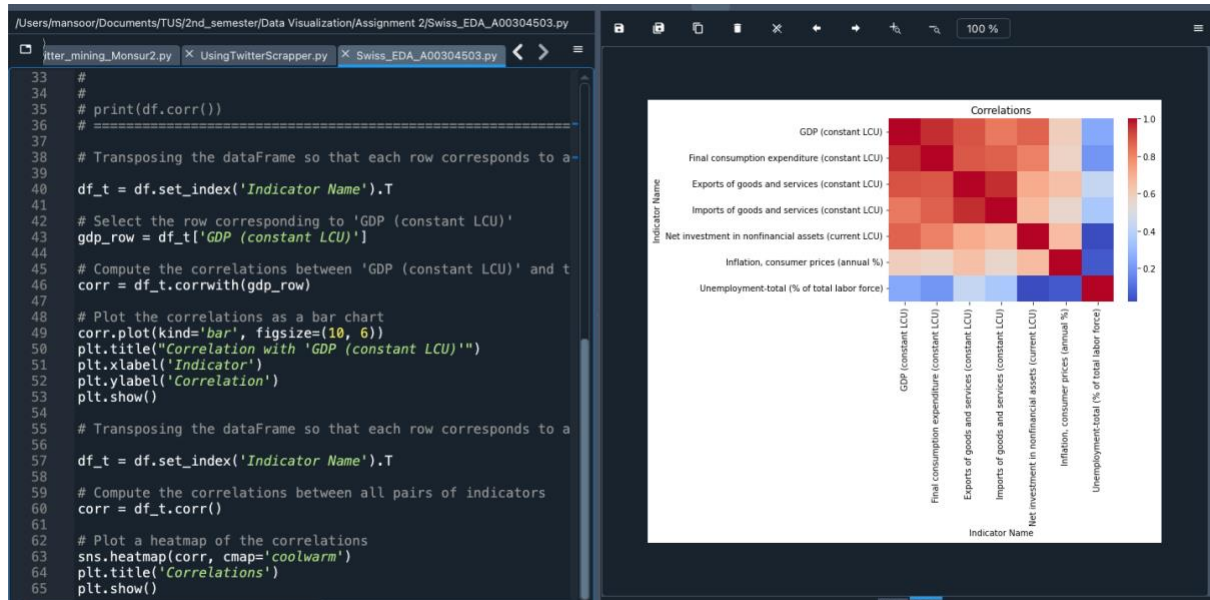 /Users/mansoor/Documents/TUS/2nd_semester/Data Visualization/Assignment 2/Swiss_EDA_A00304503.py
itter_mining_Monsur2.py
UsingTwitterScrapper.py
Swiss_EDA_A00304503.py
33 #
34 #
35 # print(df.corr())
36 # ============================================================
37
38 # Transposing the dataFrame so that each row corresponds to a
39
40 df_t = df.set_index('Indicator Name').T
41
42 # Select the row corresponding to 'GDP (constant LCU)'
43 gdp_row = df_t['GDP (constant LCU)']
44
45 # Compute the correlations between 'GDP (constant LCU)' and t
46 corr = df_t.corrwith(gdp_row)
47
48 # Plot the correlations as a bar chart
49 corr.plot(kind='bar', figsize=(10, 6))
50 plt.title("Correlation with 'GDP (constant LCU)'")
51 plt.xlabel('Indicator')
52 plt.ylabel('Correlation')
53 plt.show()
54
55 # Transposing the dataFrame so that each row corresponds to a
56
57 df_t = df.set_index('Indicator Name').T
58
59 # Compute the correlations between all pairs of indicators
60 corr = df_t.corr()
61
62 # Plot a heatmap of the correlations
63 sns.heatmap(corr, cmap='coolwarm')
64 plt.title('Correlations')
65 plt.show()
100 %
Correlations
Indicator Name
GDP (constant LCU)
Final consumption expenditure (constant LCU)
Exports of goods and services (constant LCU)
Imports of goods and services (constant LCU)
Net investment in nonfinancial assets (current LCU)
Inflation, consumer prices (annual %)
Unemployment-total (% of total labor force)
1.0
0.8
0.6
0.4
0.2
GDP (constant LCU)
Final consumption expenditure (constant LCU)
Exports of goods and services (constant LCU)
Imports of goods and services (constant LCU)
Net investment in nonfinancial assets (current LCU)
Inflation, consumer prices (annual %)
Unemployment-total (% of total labor force)
Indicator Name